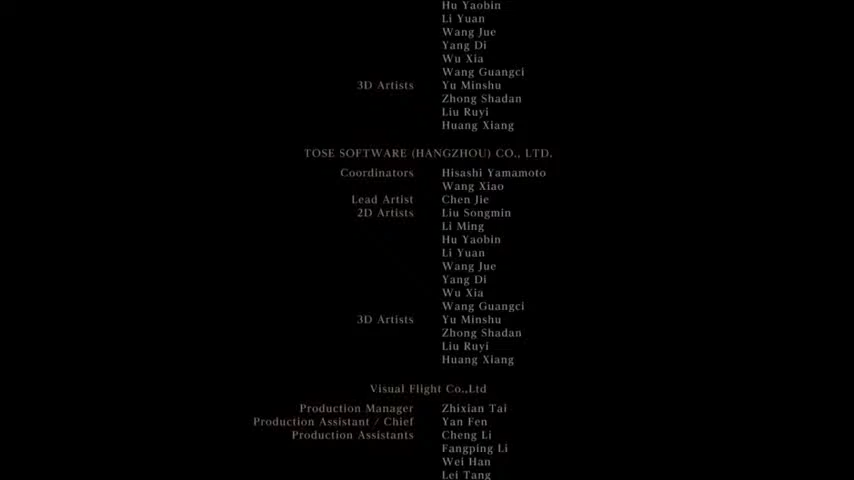 Hu Yaobin
Li Yuan
Wang Jue
Yang Di
Wu Xia
Wang Guangci
3D Artists Yu Minshu
Zhong Shadan
Liu Ruyi
Huang Xiang
TOSE SOFTWARE (HANGZHOU) CO., LTD.
Coordinators Hisashi Yamamoto
Wang Xiao
Lead Artist Chen Jie
2D Artists Liu Songmin
Li Ming
Hu Yaobin
Li Yuan
Wang Jue
Yang Di
Wu Xia
Wang Guangci
3D Artists Yu Minshu
Zhong Shadan
Liu Ruyi
Huang Xiang
Visual Flight Co.,Ltd
Production Manager Zhixian Tai
Production Assistant / Chief Yan Fen
Production Assistants Cheng Li
Fangping Li
Wei Han
Lei Tang